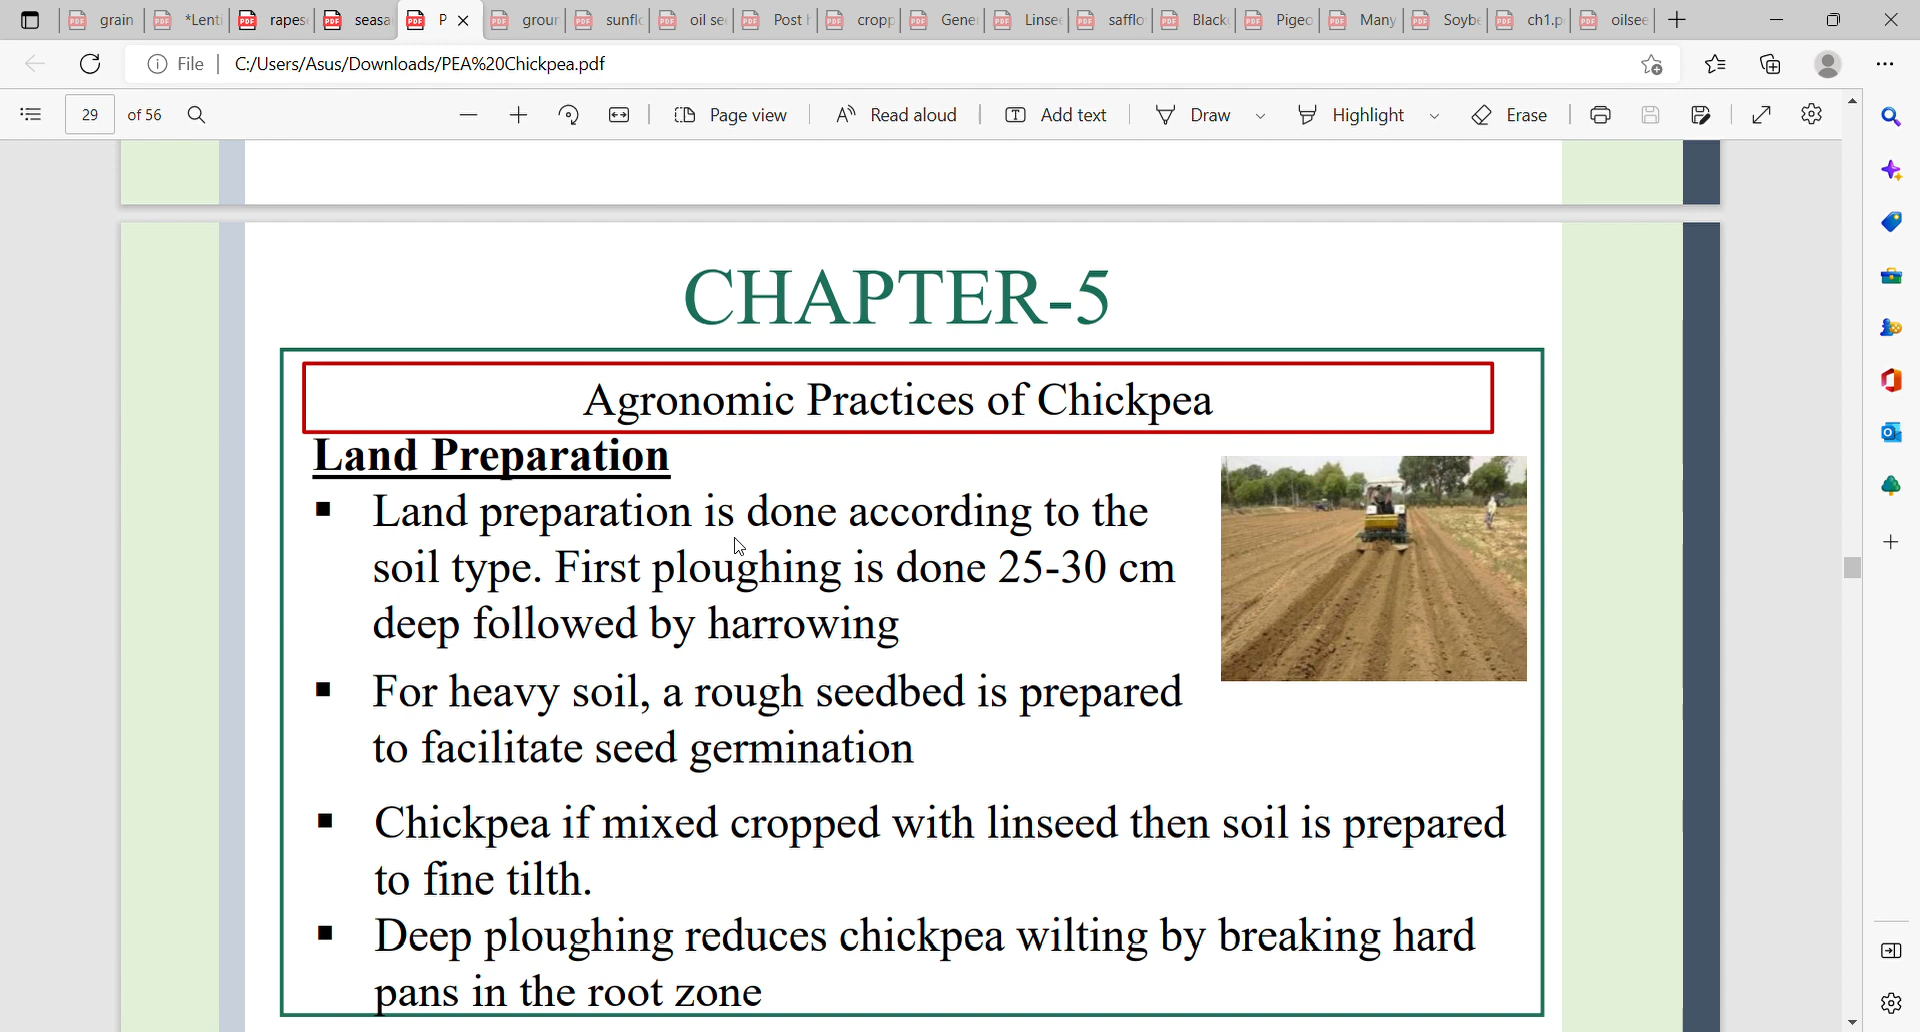 grain
*Lenti
rapes
seasa
P
groun
sunflo
oil se
Post h
cropp
Gene
Linse
safflo
Black
Pigeo
Many
Soybe
ch1.p
oilsee
File
C:/Users/Asus/Downloads/PEA%20Chickpea.pdf
29 of 56
Page view
Read aloud
Add text
Draw
Highlight
Erase
CHAPTER-5
Agronomic Practices of Chickpea
Land Preparation
▪ Land preparation is done according to the
soil type. First ploughing is done 25-30 cm
deep followed by harrowing
▪ For heavy soil, a rough seedbed is prepared
to facilitate seed germination
▪ Chickpea if mixed cropped with linseed then soil is prepared
to fine tilth.
▪ Deep ploughing reduces chickpea wilting by breaking hard
pans in the root zone